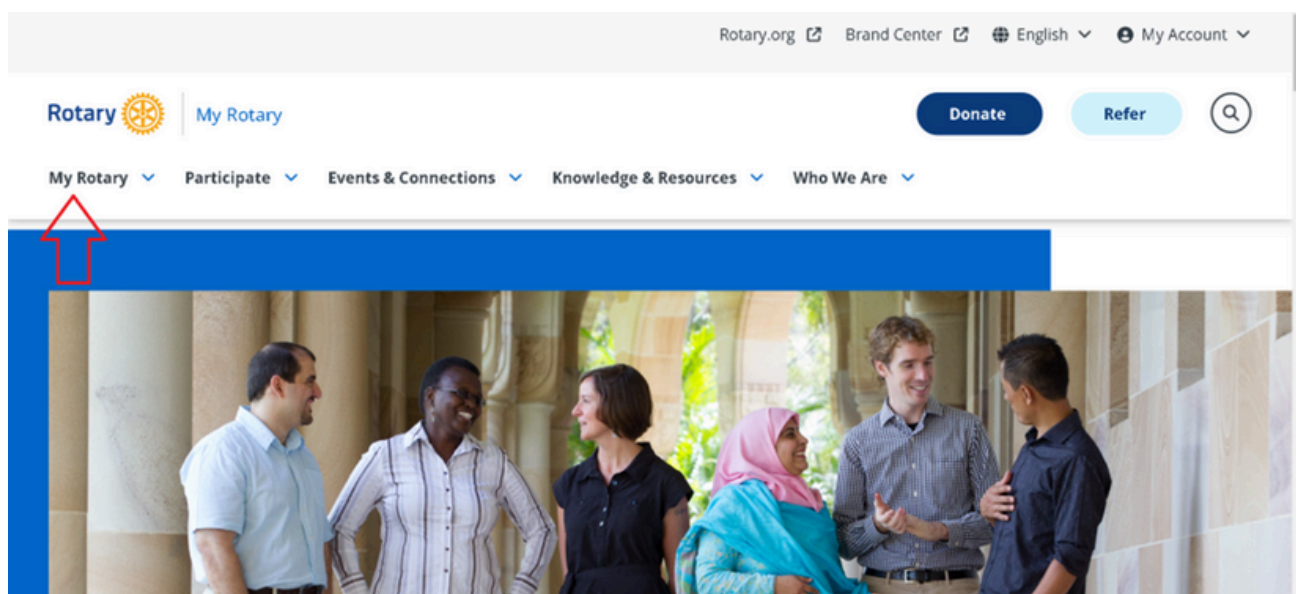 Rotary.org Brand Center English My Account
Rotary My Rotary Donate Refer
My Rotary Participate Events & Connections Knowledge & Resources Who We Are